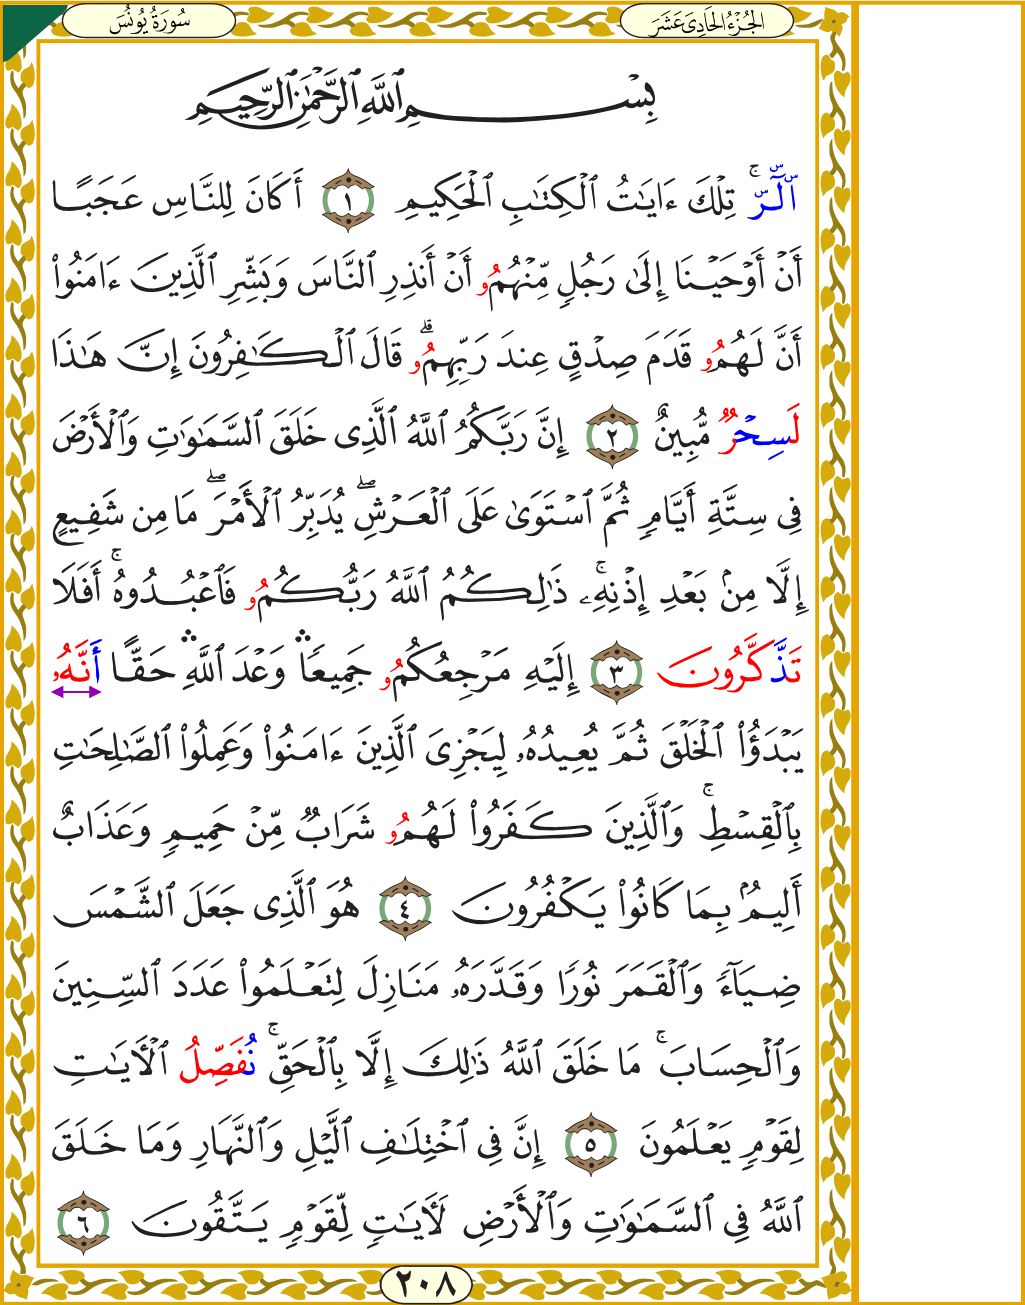 الجُزْءُ الحَادِىَ عَشَرَ
سُورَةُ يُونُسَ
بِسْمِ ٱللَّهِ ٱلرَّحْمَٰنِ ٱلرَّحِيمِ
الٓر ۚ تِلْكَ ءَايَٰتُ ٱلْكِتَٰبِ ٱلْحَكِيمِ ١ أَكَانَ لِلنَّاسِ عَجَبًا
أَنْ أَوْحَيْنَا إِلَىٰ رَجُلٍ مِّنْهُمُۥ أَنْ أَنذِرِ ٱلنَّاسَ وَبَشِّرِ ٱلَّذِينَ ءَامَنُوا۟
أَنَّ لَهُمُۥ قَدَمَ صِدْقٍ عِندَ رَبِّهِمُۥ ۗ قَالَ ٱلْكَٰفِرُونَ إِنَّ هَٰذَا
لَسِحْرٌ مُّبِينٌ ٢ إِنَّ رَبَّكُمُ ٱللَّهُ ٱلَّذِى خَلَقَ ٱلسَّمَٰوَٰتِ وَٱلْأَرْضَ
فِى سِتَّةِ أَيَّامٍ ثُمَّ ٱسْتَوَىٰ عَلَى ٱلْعَرْشِ ۖ يُدَبِّرُ ٱلْأَمْرَ ۖ مَا مِن شَفِيعٍ
إِلَّا مِنۢ بَعْدِ إِذْنِهِۦ ۚ ذَٰلِكُمُ ٱللَّهُ رَبُّكُمُۥ فَٱعْبُدُوهُ ۚ أَفَلَا
تَذَّكَّرُونَ ٣ إِلَيْهِ مَرْجِعُكُمُۥ جَمِيعًا ۛ وَعْدَ ٱللَّهِ ۛ حَقًّا أَنَّهُۥ
يَبْدَؤُا۟ ٱلْخَلْقَ ثُمَّ يُعِيدُهُۥ لِيَجْزِىَ ٱلَّذِينَ ءَامَنُوا۟ وَعَمِلُوا۟ ٱلصَّٰلِحَٰتِ
بِٱلْقِسْطِ ۚ وَٱلَّذِينَ كَفَرُوا۟ لَهُمُۥ شَرَابٌ مِّنْ حَمِيمٍ وَعَذَابٌ
أَلِيمٌۢ بِمَا كَانُوا۟ يَكْفُرُونَ ٤ هُوَ ٱلَّذِى جَعَلَ ٱلشَّمْسَ
ضِيَآءً وَٱلْقَمَرَ نُورًا وَقَدَّرَهُۥ مَنَازِلَ لِتَعْلَمُوا۟ عَدَدَ ٱلسِّنِينَ
وَٱلْحِسَابَ ۚ مَا خَلَقَ ٱللَّهُ ذَٰلِكَ إِلَّا بِٱلْحَقِّ ۚ نُفَصِّلُ ٱلْأَيَٰتِ
لِقَوْمٍ يَعْلَمُونَ ٥ إِنَّ فِى ٱخْتِلَٰفِ ٱلَّيْلِ وَٱلنَّهَارِ وَمَا خَلَقَ
ٱللَّهُ فِى ٱلسَّمَٰوَٰتِ وَٱلْأَرْضِ لَأَيَٰتٍ لِّقَوْمٍ يَتَّقُونَ ٦
٢٠٨